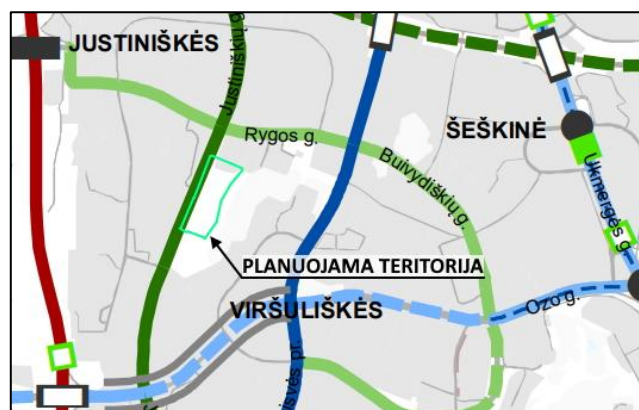 JUSTINIŠKĖS
Justiniškių g.
ŠEŠKINĖ
Rygos g.
Buivydiškių g.
Ukmergės g.
PLANUOJAMA TERITORIJA
VIRŠULIŠKĖS
Ozo g.